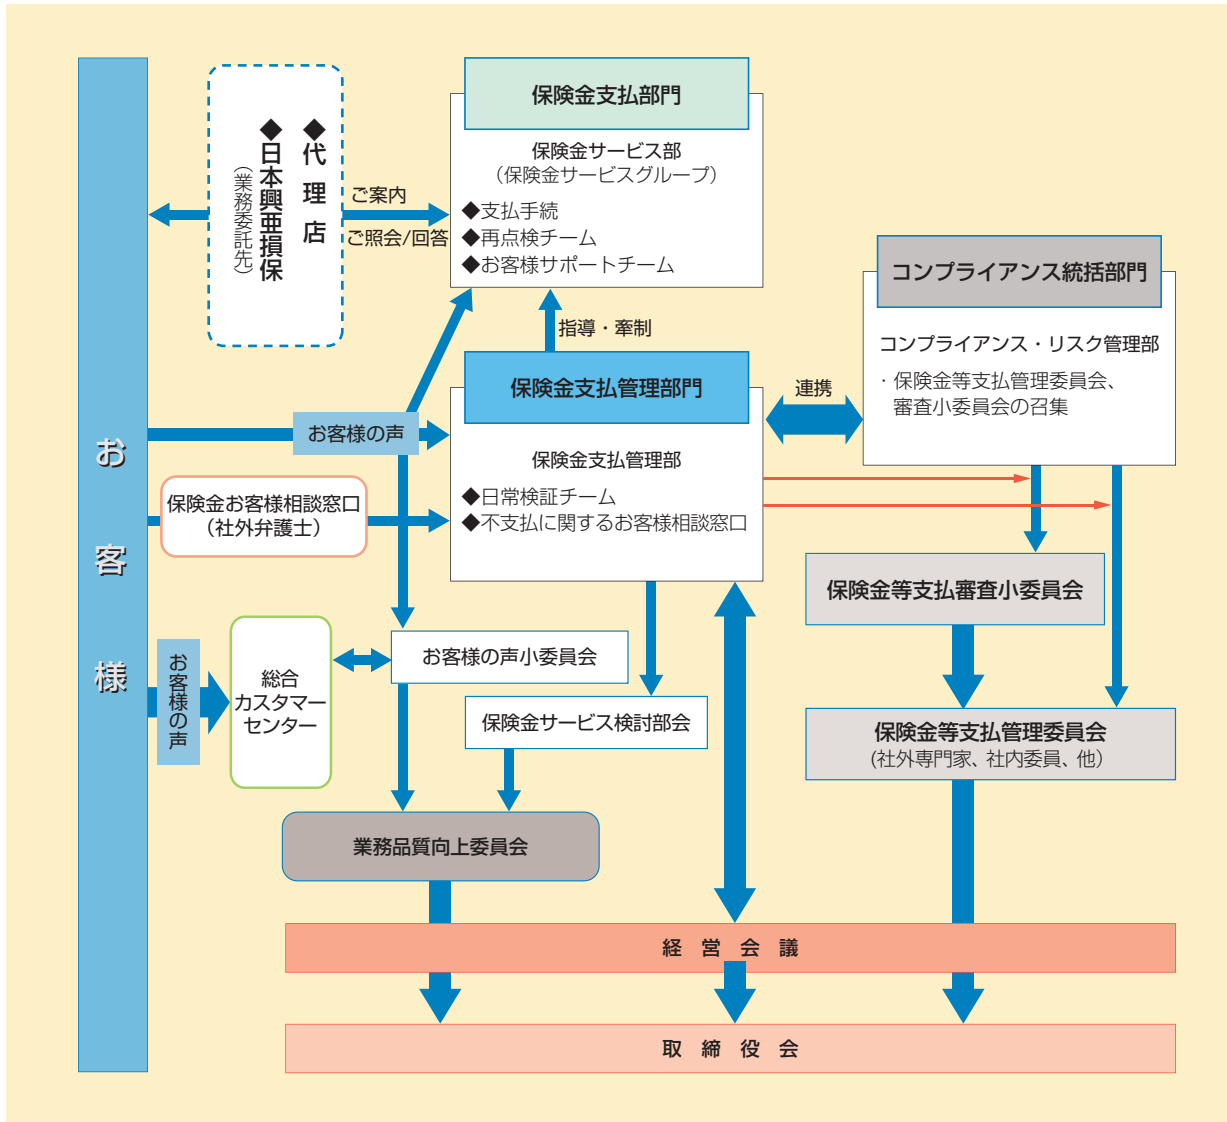 お客様
◆代理店
◆日本興亜損保
（業務委託先）
ご案内
ご照会/回答
保険金支払部門
保険金サービス部
（保険金サービスグループ）
◆支払手続
◆再点検チーム
◆お客様サポートチーム
指導・牽制
コンプライアンス統括部門
コンプライアンス・リスク管理部
・保険金等支払管理委員会、
審査小委員会の召集
連携
保険金支払管理部門
保険金支払管理部
◆日常検証チーム
◆不支払に関するお客様相談窓口
お客様の声
保険金お客様相談窓口
（社外弁護士）
お客様の声
総合
カスタマー
センター
お客様の声小委員会
保険金サービス検討部会
保険金等支払審査小委員会
保険金等支払管理委員会
(社外専門家、社内委員、他）
業務品質向上委員会
経営会議
取締役会